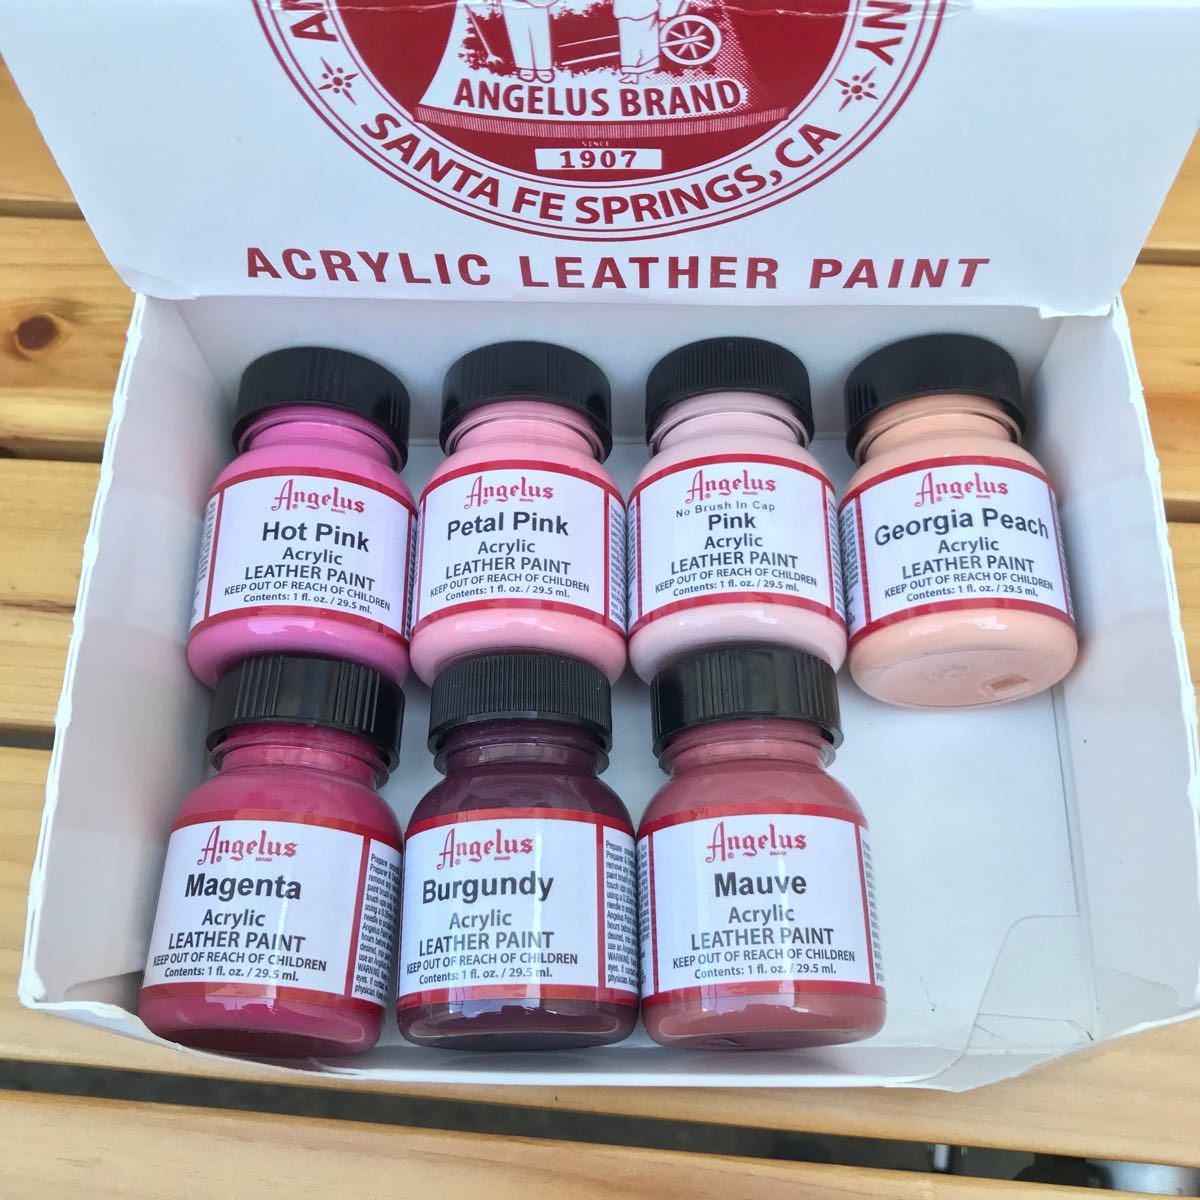 ANGELUS BRAND
SINCE
1907
SANTA FE SPRINGS, CA
NY
ACRYLIC LEATHER PAINT
Angelus
BRAND
Hot Pink
Acrylic
LEATHER PAINT
KEEP OUT OF REACH OF CHILDREN
Contents: 1 fl. oz. / 29.5 ml.
Angelus
BRAND
Petal Pink
Acrylic
LEATHER PAINT
KEEP OUT OF REACH OF CHILDREN
Contents: 1 fl. oz. / 29.5 ml.
Angelus
BRAND
No Brush In Cap
Pink
Acrylic
LEATHER PAINT
KEEP OUT OF REACH OF CHILDREN
Contents: 1 fl. oz. / 29.5 ml.
Angelus
BRAND
Georgia Peach
Acrylic
LEATHER PAINT
KEEP OUT OF REACH OF CHILDREN
Contents: 1 fl. oz. / 29.5 ml.
Angelus
BRAND
Magenta
Acrylic
LEATHER PAINT
KEEP OUT OF REACH OF CHILDREN
Contents: 1 fl. oz. / 29.5 ml.
Angelus
BRAND
Burgundy
Acrylic
LEATHER PAINT
KEEP OUT OF REACH OF CHILDREN
Contents: 1 fl. oz. / 29.5 ml.
Angelus
BRAND
Mauve
Acrylic
LEATHER PAINT
KEEP OUT OF REACH OF CHILDREN
Contents: 1 fl. oz. / 29.5 ml.